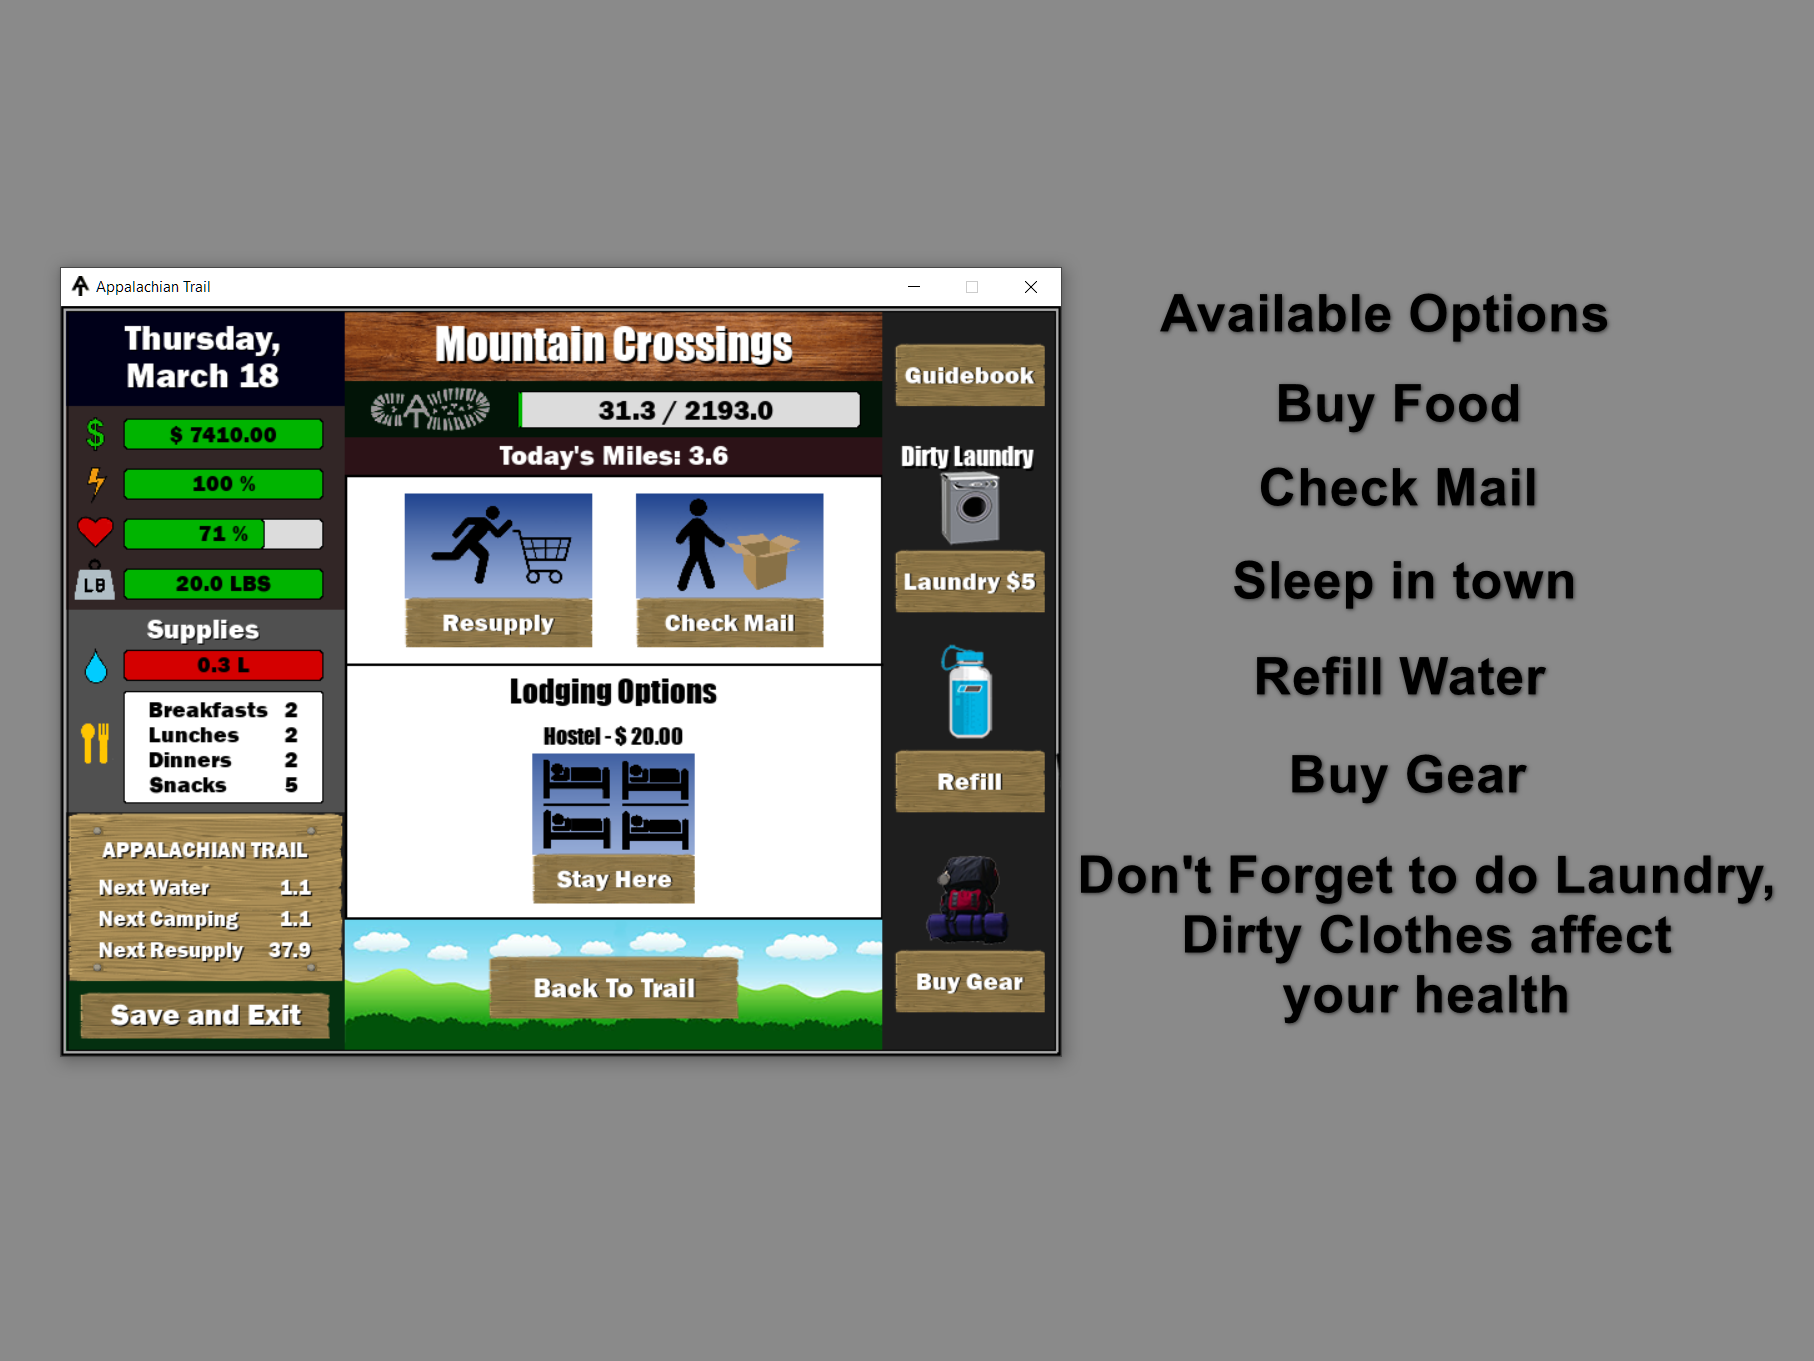 Appalachian Trail
Thursday,
March 18
$ 7410.00
100 %
71 %
LB
20.0 LBS
Supplies
0.3 L
Breakfasts 2
Lunches 2
Dinners 2
Snacks 5
APPALACHIAN TRAIL
Next Water 1.1
Next Camping 1.1
Next Resupply 37.9
Save and Exit
Mountain Crossings
31.3 / 2193.0
Today's Miles: 3.6
Resupply
Check Mail
Lodging Options
Hostel - $ 20.00
Stay Here
Back To Trail
Guidebook
Dirty Laundry
Laundry $5
Refill
Buy Gear
Available Options
Buy Food
Check Mail
Sleep in town
Refill Water
Buy Gear
Don't Forget to do Laundry,
Dirty Clothes affect
your health